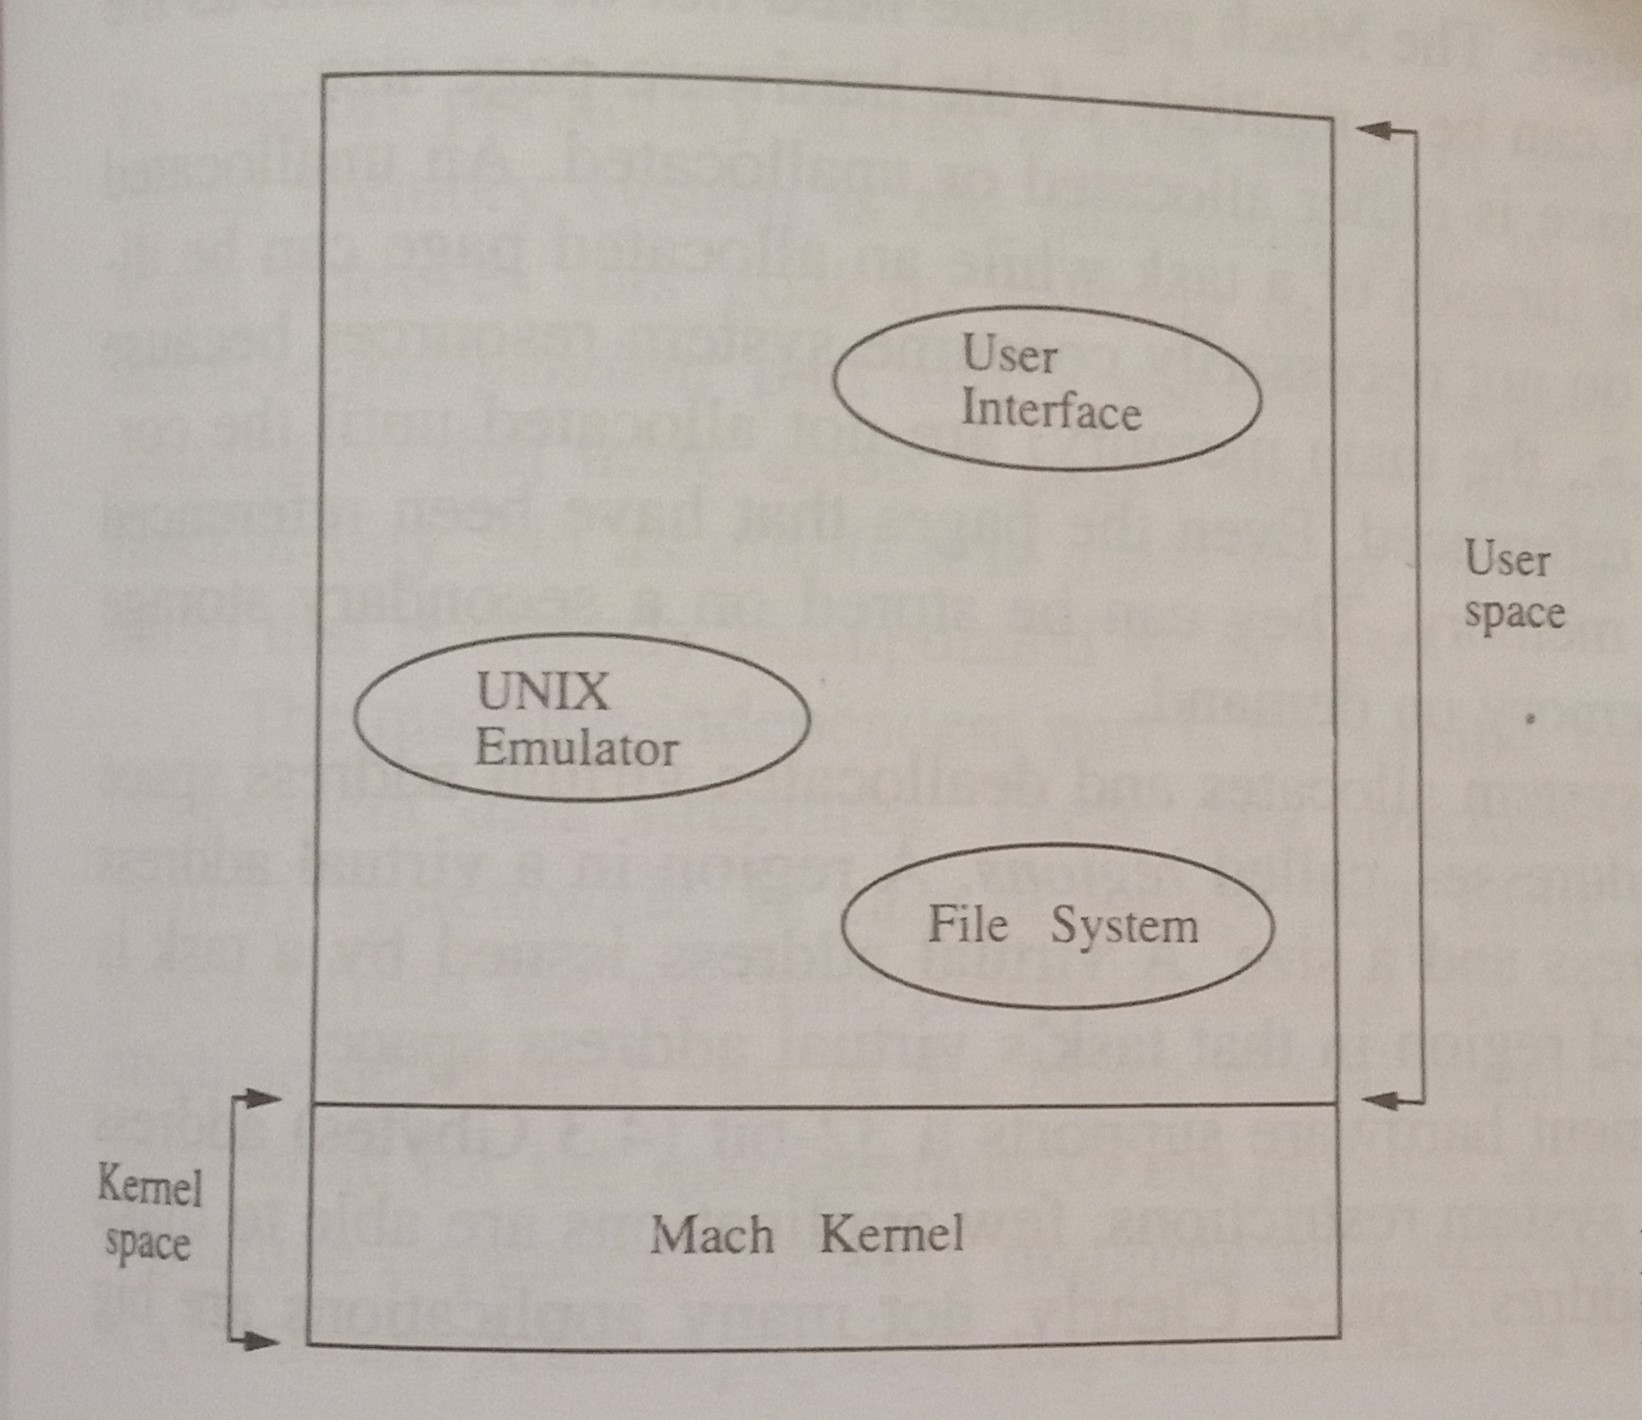 User
Interface
User
space
UNIX
Emulator
File System
Kernel
space
Mach Kernel